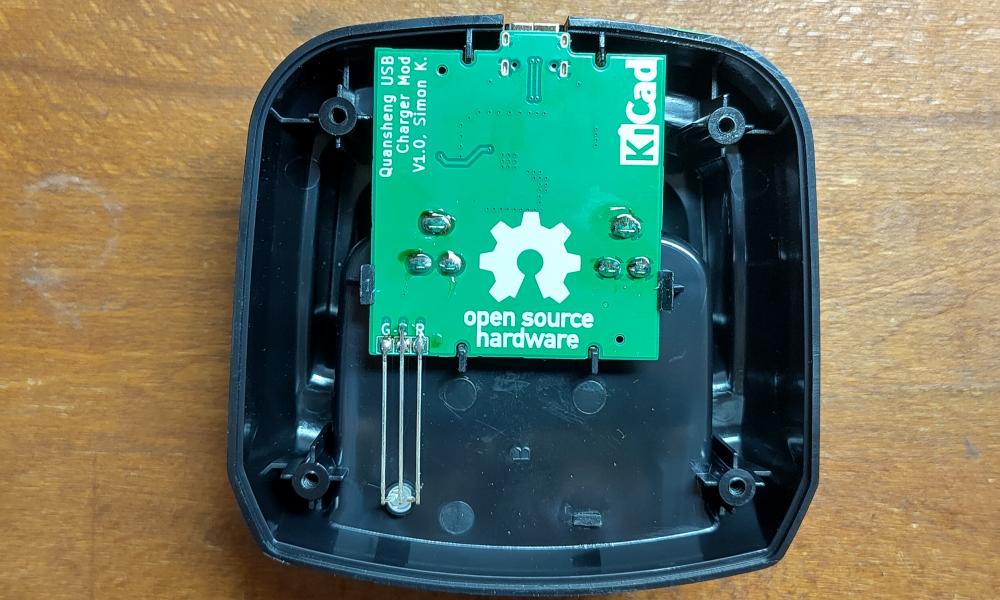 Quansheng USB
Charger Mod
V1.0, Simon K.
KiCad
open source
hardware
G
R
B